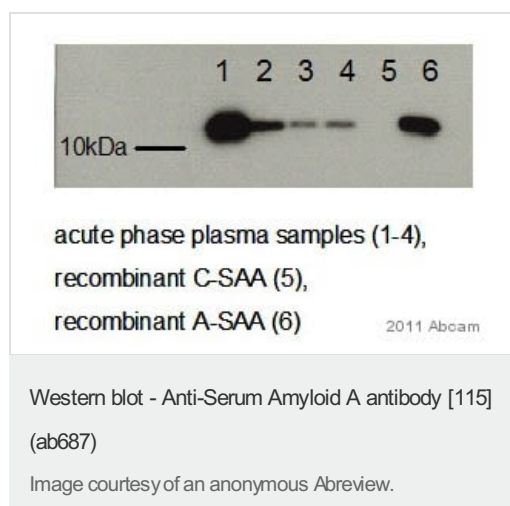 1 2 3 4 5 6
10kDa
acute phase plasma samples (1-4),
recombinant C-SAA (5),
recombinant A-SAA (6)
2011 Abcam
Western blot - Anti-Serum Amyloid A antibody [115]
(ab687)
Image courtesy of an anonymous Abreview.